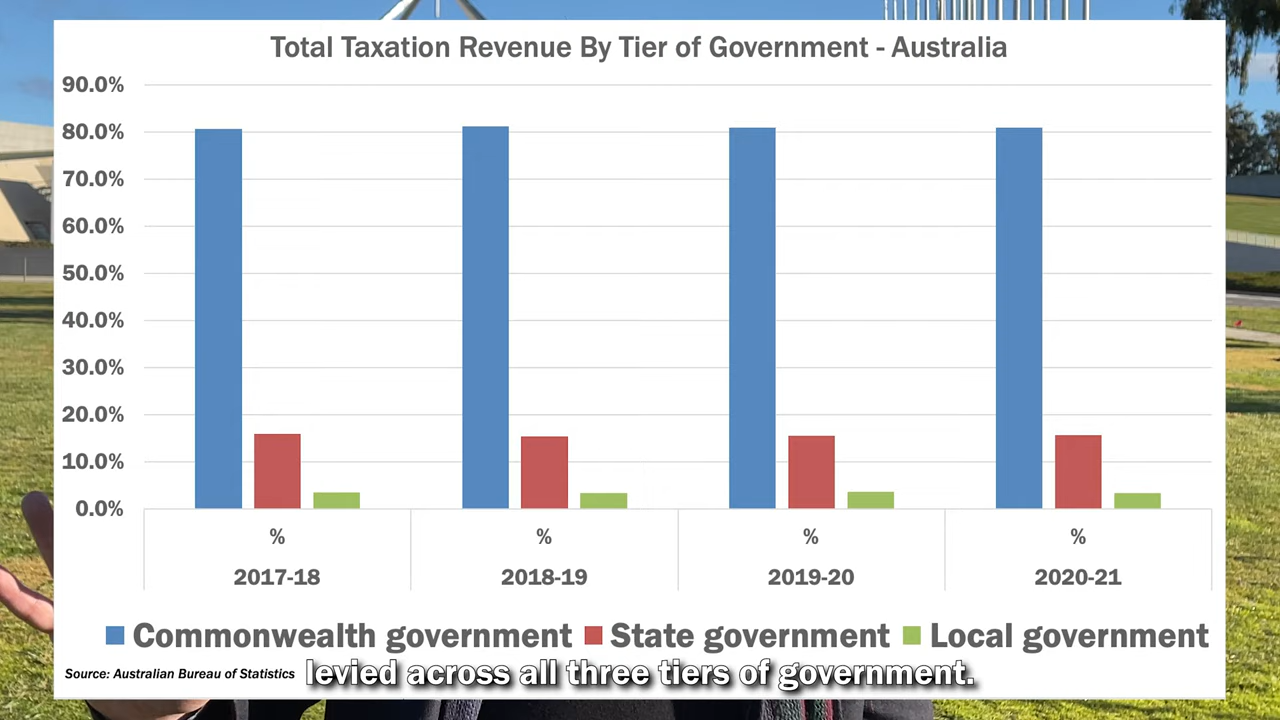 Total Taxation Revenue By Tier of Government - Australia
90.0%
80.0%
70.0%
60.0%
50.0%
40.0%
30.0%
20.0%
10.0%
0.0%
% % % %
2017-18 2018-19 2019-20 2020-21
Commonwealth government State government Local government
Source: Australian Bureau of Statistics
levied across all three tiers of government.